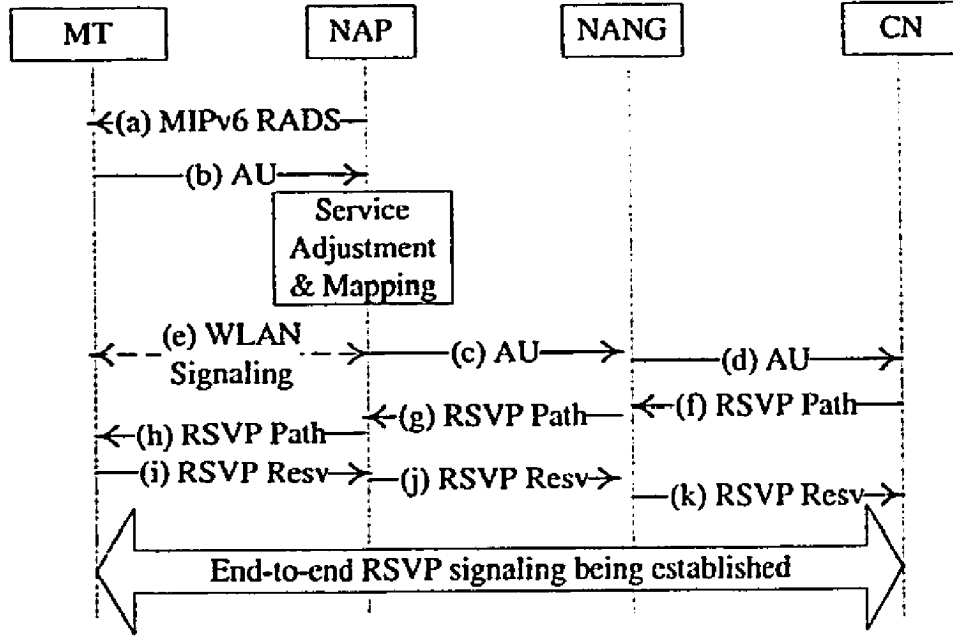 MT
NAP
NANG
CN
(a) MIPv6 RADS
(b) AU
Service
Adjustment
& Mapping
(e) WLAN
Signaling
(c) AU
(d) AU
(f) RSVP Path
(g) RSVP Path
(h) RSVP Path
(i) RSVP Resv
(j) RSVP Resv
(k) RSVP Resv
End-to-end RSVP signaling being established